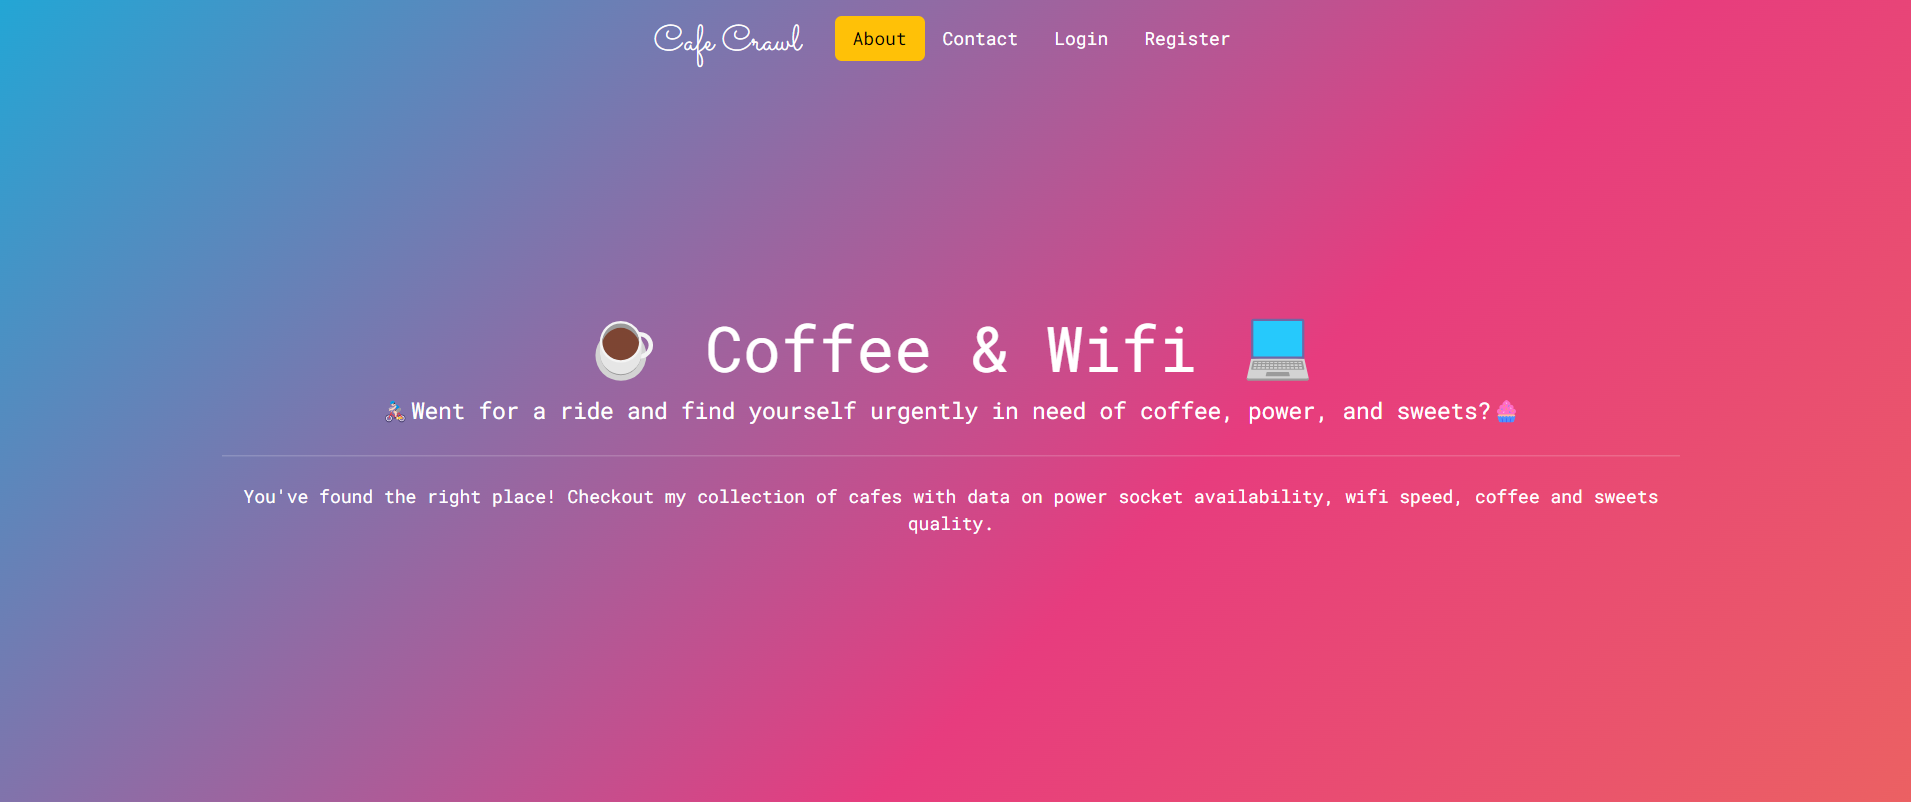 Cafe Crawl About Contact Login Register
☕ Coffee & Wifi 💻
🚴Went for a ride and find yourself urgently in need of coffee, power, and sweets?🧁
You've found the right place! Checkout my collection of cafes with data on power socket availability, wifi speed, coffee and sweets
quality.